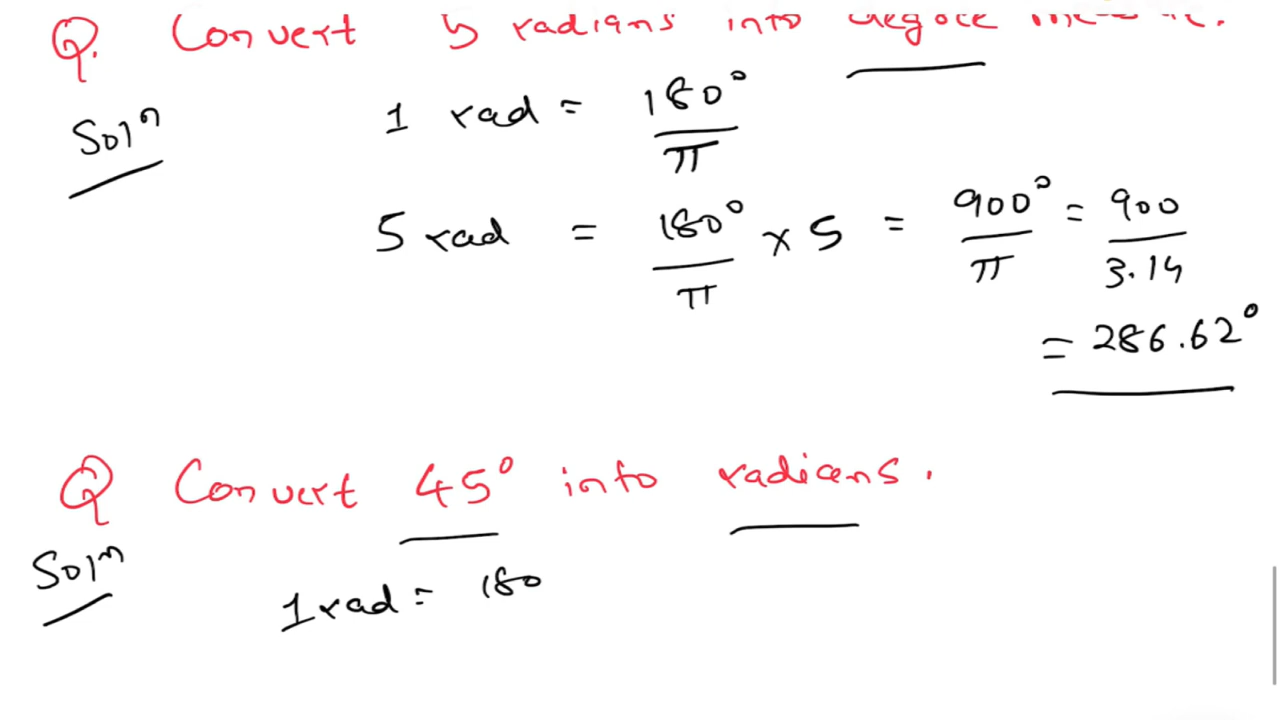 Q. Convert 5 radians into degree
Solⁿ
1 rad = 180°/π
5 rad = 180°/π × 5 = 900°/π = 900/3.14
= 286.62°
Q Convert 45° into radians.
Solⁿ
1 rad = 180